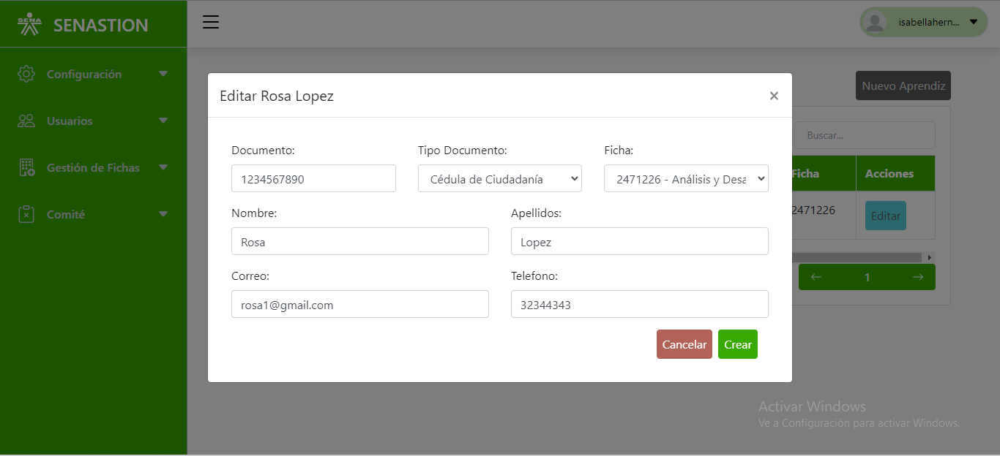 SENA
SENASTION
isabellahern...
Configuración
Usuarios
Gestión de Fichas
Comité
Nuevo Aprendiz
Buscar...
Ficha
Acciones
2471226
Editar
1
Editar Rosa Lopez
×
Documento:
Tipo Documento:
Ficha:
1234567890
Cédula de Ciudadanía
2471226 - Análisis y Desa
Nombre:
Apellidos:
Rosa
Lopez
Correo:
Telefono:
rosa1@gmail.com
32344343
Cancelar
Crear
Activar Windows
Ve a Configuración para activar Windows.